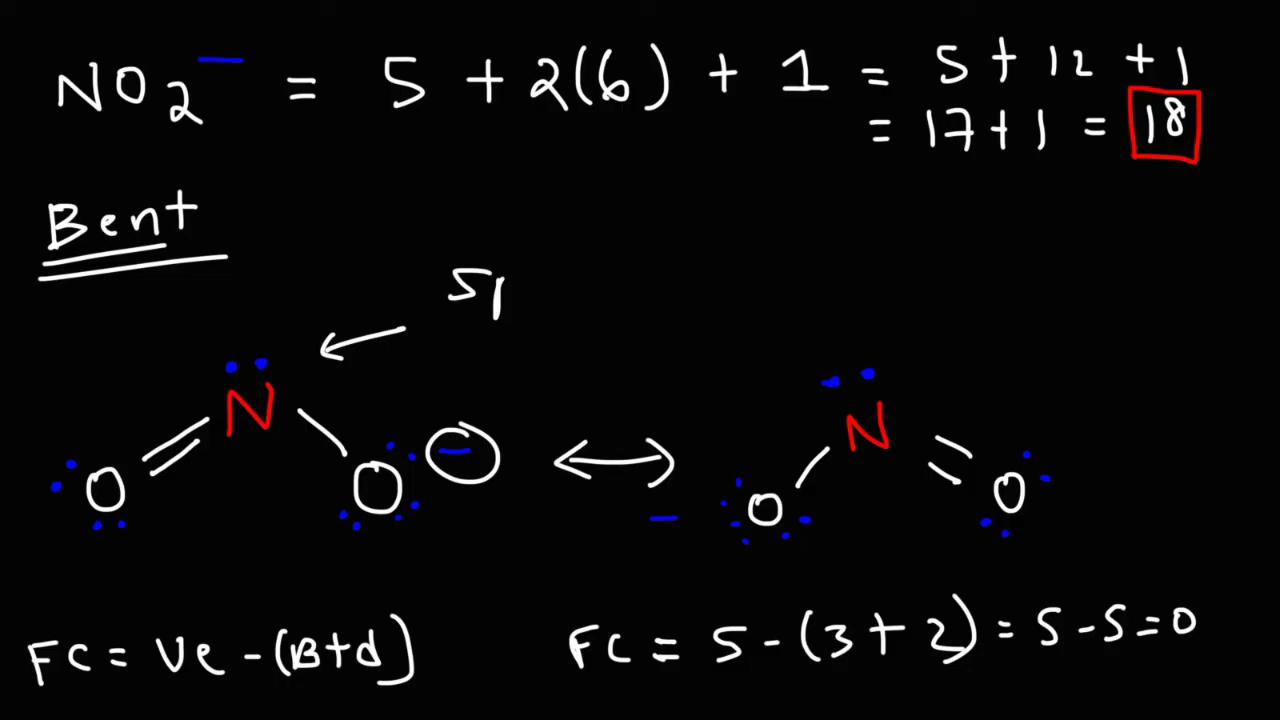 NO₂⁻ = 5 + 2(6) + 1 = 5 + 12 + 1
= 17 + 1 = 18
Bent
Sp
N N
O O − − O O
FC = Ve - (B+d] FC = 5 - (3+2) = 5 - 5 = 0